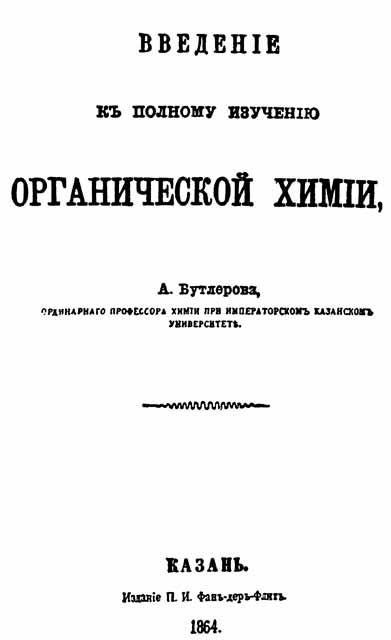 ВВЕДЕНІЕ
КЪ ПОЛНОМУ ИЗУЧЕНІЮ
ОРГАНИЧЕСКОЙ ХИМІИ,
А. Бутлерова,
ОРДИНАРНАГО ПРОФЕССОРА ХИМІИ ПРИ ИМПЕРАТОРСКОМЪ КАЗАНСКОМЪ
УНИВЕРСИТЕТѢ.
КАЗАНЬ.
Изданіе П. И. Фанъ-деръ-Флитъ.
1864.